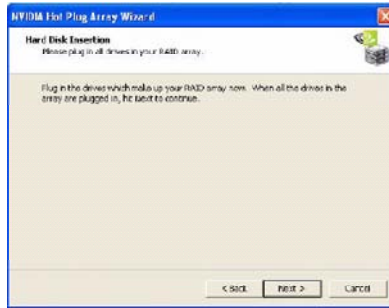 NVIDIA Hot Plug Array Wizard
Hard Disk Insertion
Please plug in all drives in your RAID array.
Plug in the drives which make up your RAID array now. When all the drives in the
array are plugged in, hit Next to continue.
< Back Next > Cancel